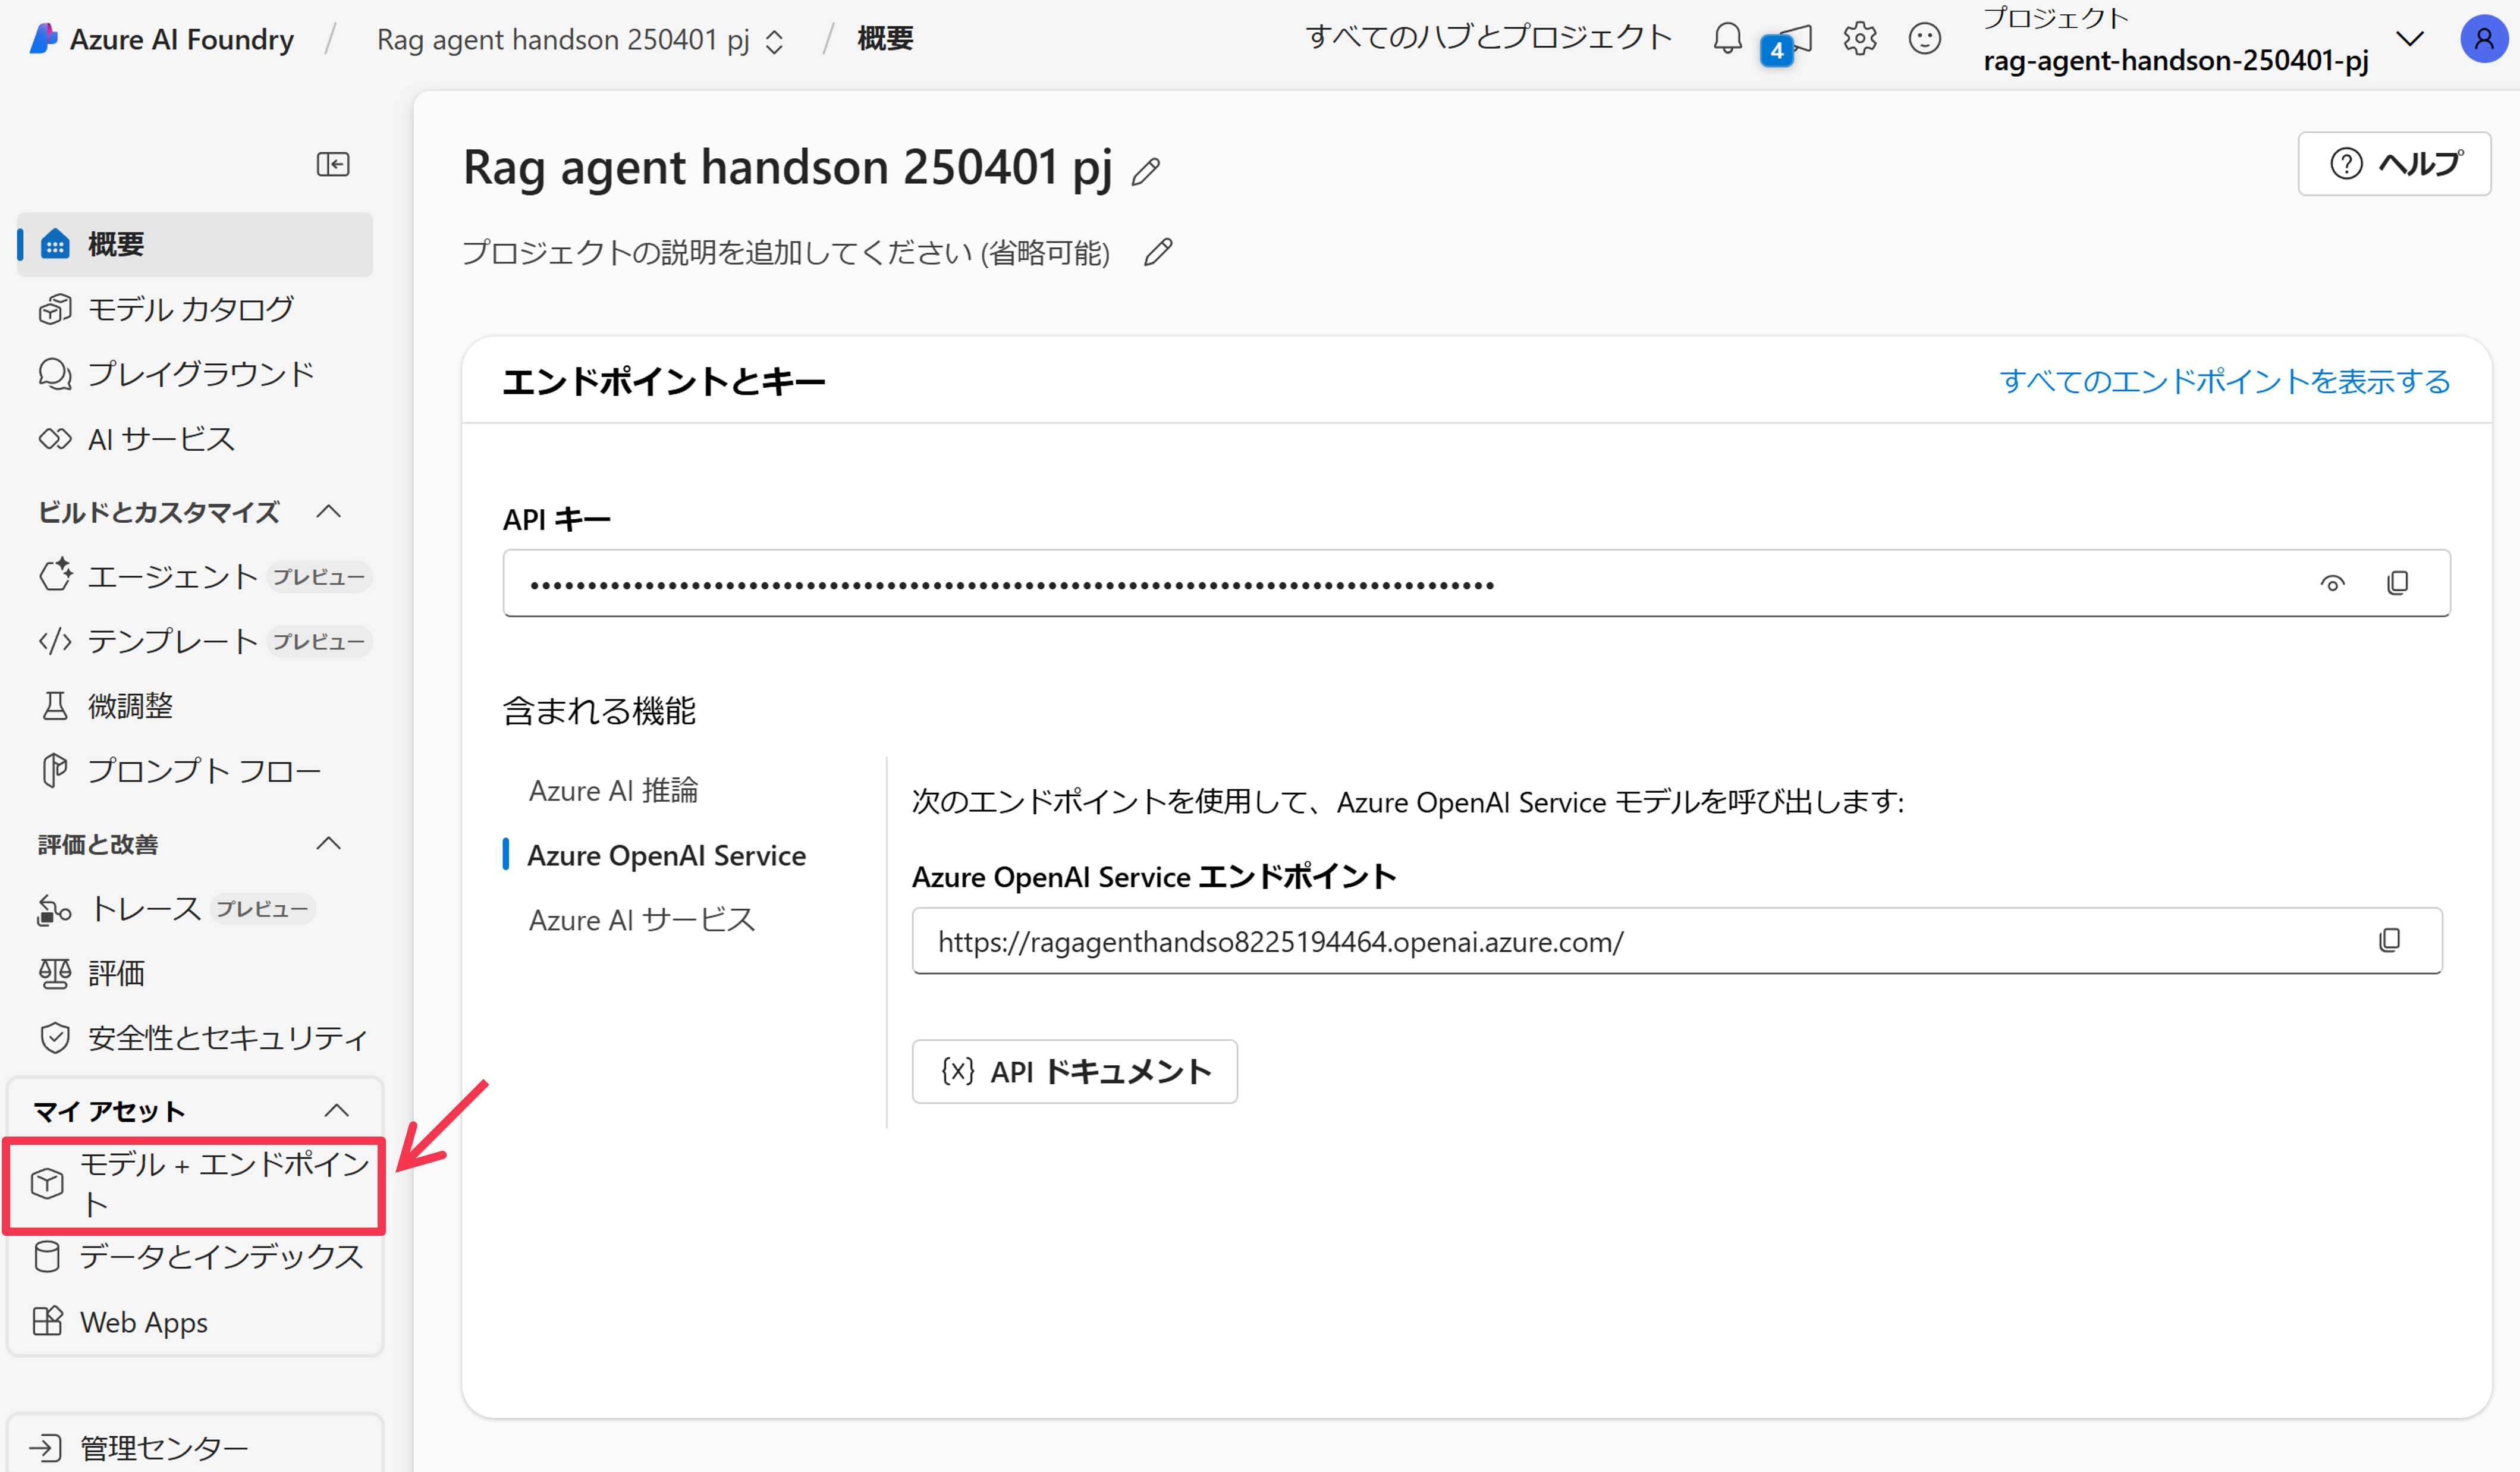 Azure AI Foundry / Rag agent handson 250401 pj / 概要
すべてのハブとプロジェクト
4
プロジェクト
rag-agent-handson-250401-pj
概要
モデル カタログ
プレイグラウンド
AI サービス
ビルドとカスタマイズ
エージェント プレビュー
テンプレート プレビュー
微調整
プロンプト フロー
評価と改善
トレース プレビュー
評価
安全性とセキュリティ
マイ アセット
モデル + エンドポイン
ト
データとインデックス
Web Apps
管理センター
Rag agent handson 250401 pj
ヘルプ
プロジェクトの説明を追加してください (省略可能)
エンドポイントとキー
すべてのエンドポイントを表示する
API キー
••••••••••••••••••••••••••••••••••••••••••••••••••••••••••••••••••••••••••••••••••••
含まれる機能
Azure AI 推論
Azure OpenAI Service
Azure AI サービス
次のエンドポイントを使用して、Azure OpenAI Service モデルを呼び出します:
Azure OpenAI Service エンドポイント
https://ragagenthandso8225194464.openai.azure.com/
{x} API ドキュメント